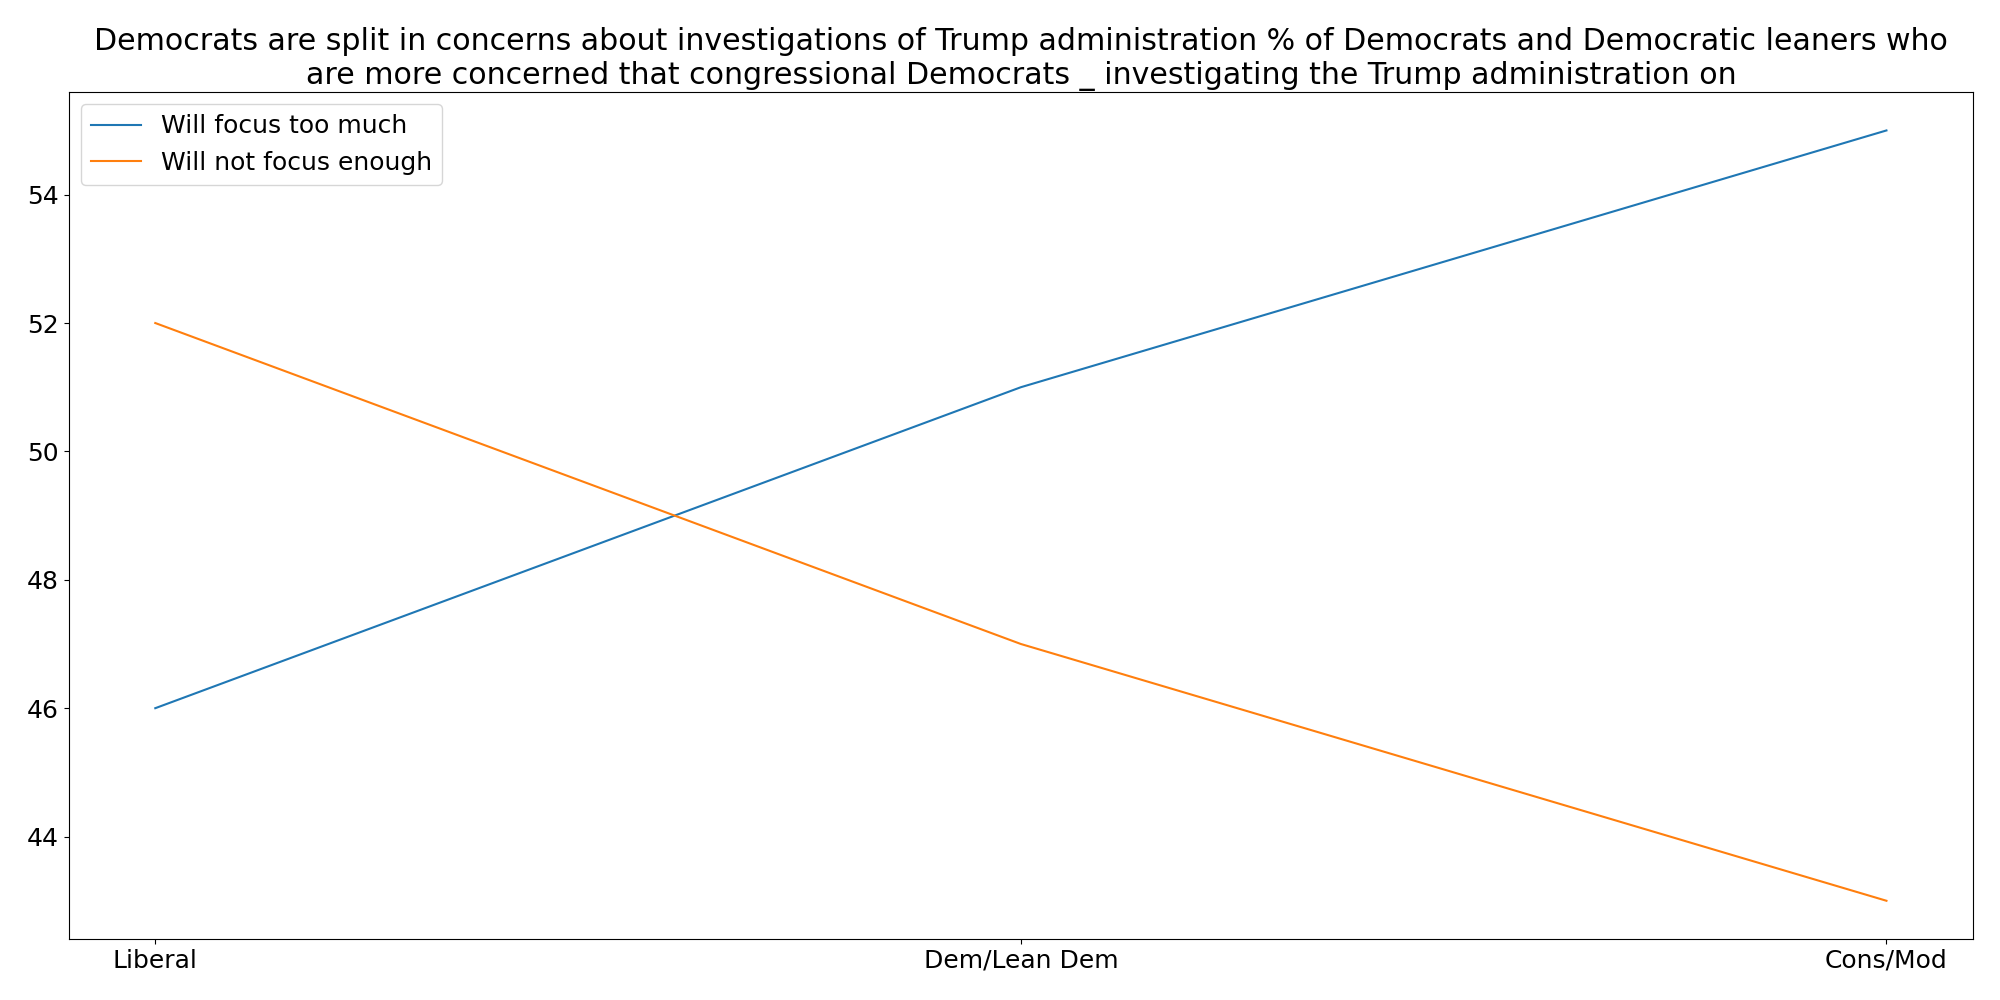 Democrats are split in concerns about investigations of Trump administration % of Democrats and Democratic leaners who
are more concerned that congressional Democrats _ investigating the Trump administration on
Will focus too much
Will not focus enough
54
52
50
48
46
44
Liberal
Dem/Lean Dem
Cons/Mod